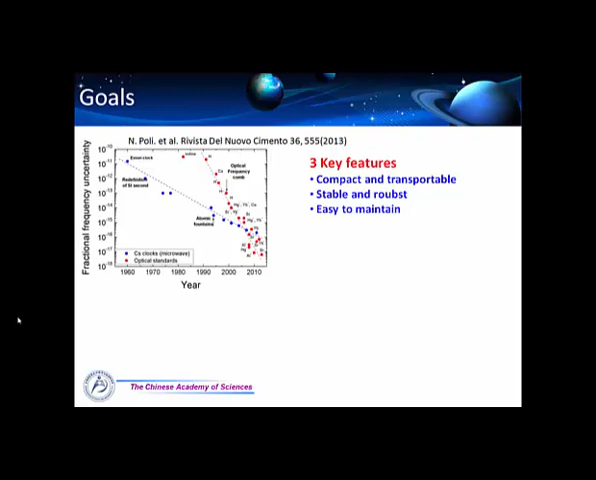 Goals
N. Poli. et al. Rivista Del Nuovo Cimento 36, 555(2013)
3 Key features
• Compact and transportable
• Stable and roubst
• Easy to maintain
Fractional frequency uncertainty
Essen clock
Redefinition
of SI second
Optical
Frequency
comb
Atomic
fountains
Cs clocks (microwave)
Optical standards
1960 1970 1980 1990 2000 2010
Year
The Chinese Academy of Sciences